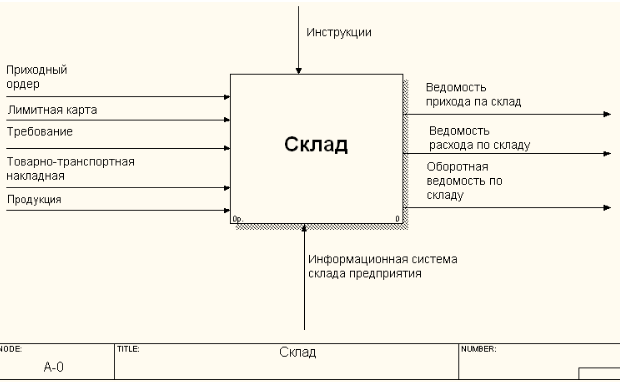 Инструкции
Приходный
ордер
Лимитная карта
Требование
Товарно-транспортная
накладная
Продукция
Склад
0р.
0
Ведомость
прихода па склад
Ведомость
расхода по складу
Оборотная
ведомость по
складу
Информационная система
склада предприятия
NODE:
A-0
TITLE:
Склад
NUMBER: